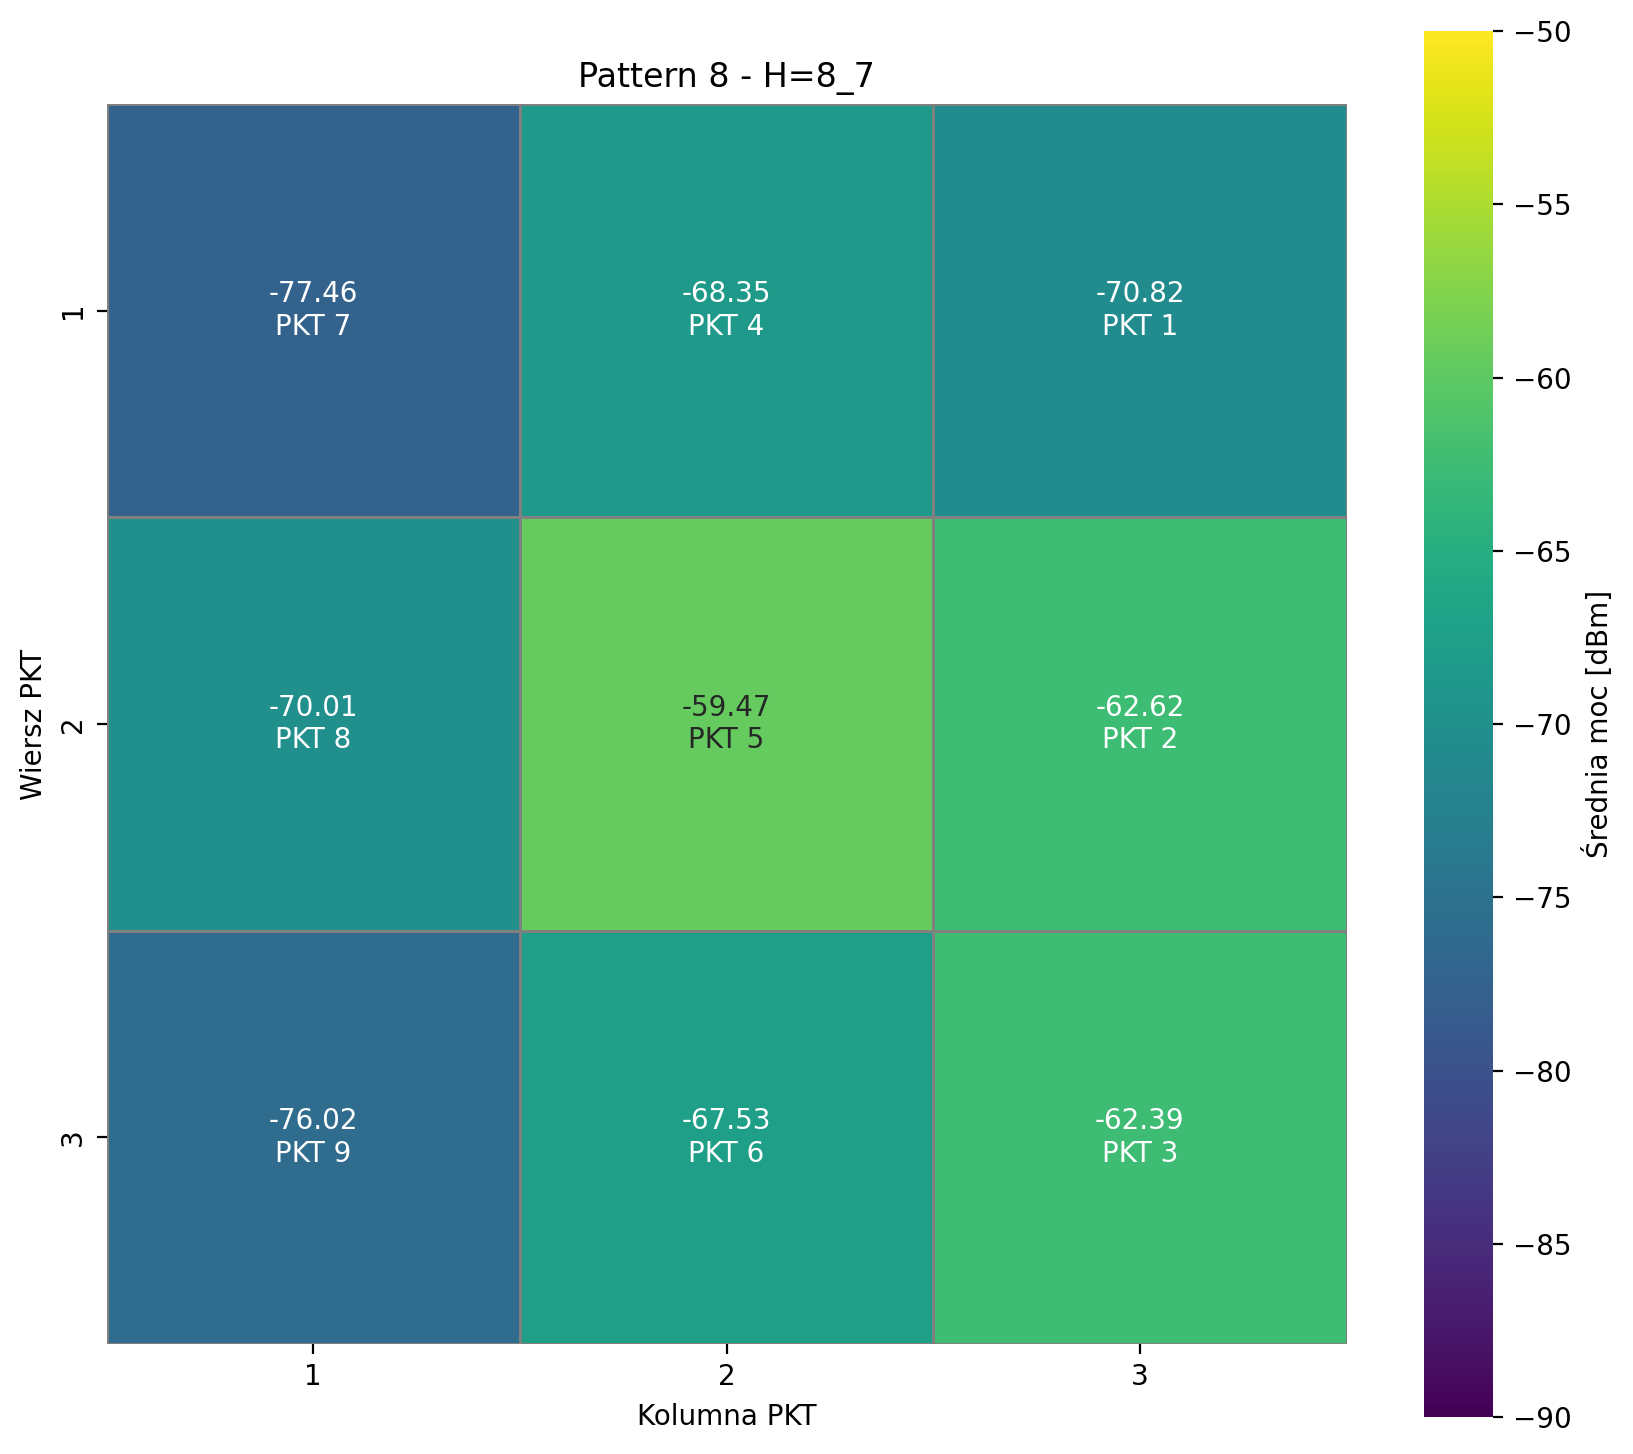 Pattern 8 - H=8_7
-77.46
PKT 7
-68.35
PKT 4
-70.82
PKT 1
-70.01
PKT 8
-59.47
PKT 5
-62.62
PKT 2
-76.02
PKT 9
-67.53
PKT 6
-62.39
PKT 3
1
2
3
Wiersz PKT
1
2
3
Kolumna PKT
−50
−55
−60
−65
−70
−75
−80
−85
−90
Średnia moc [dBm]